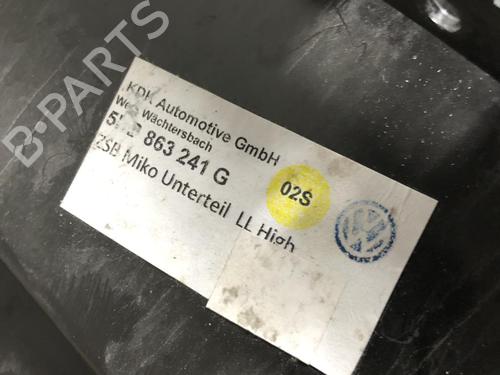 KDK Automotive GmbH
Wächtersbach
863 241 G
ZSB Miko Unterteil LL High
02S
B-PARTS